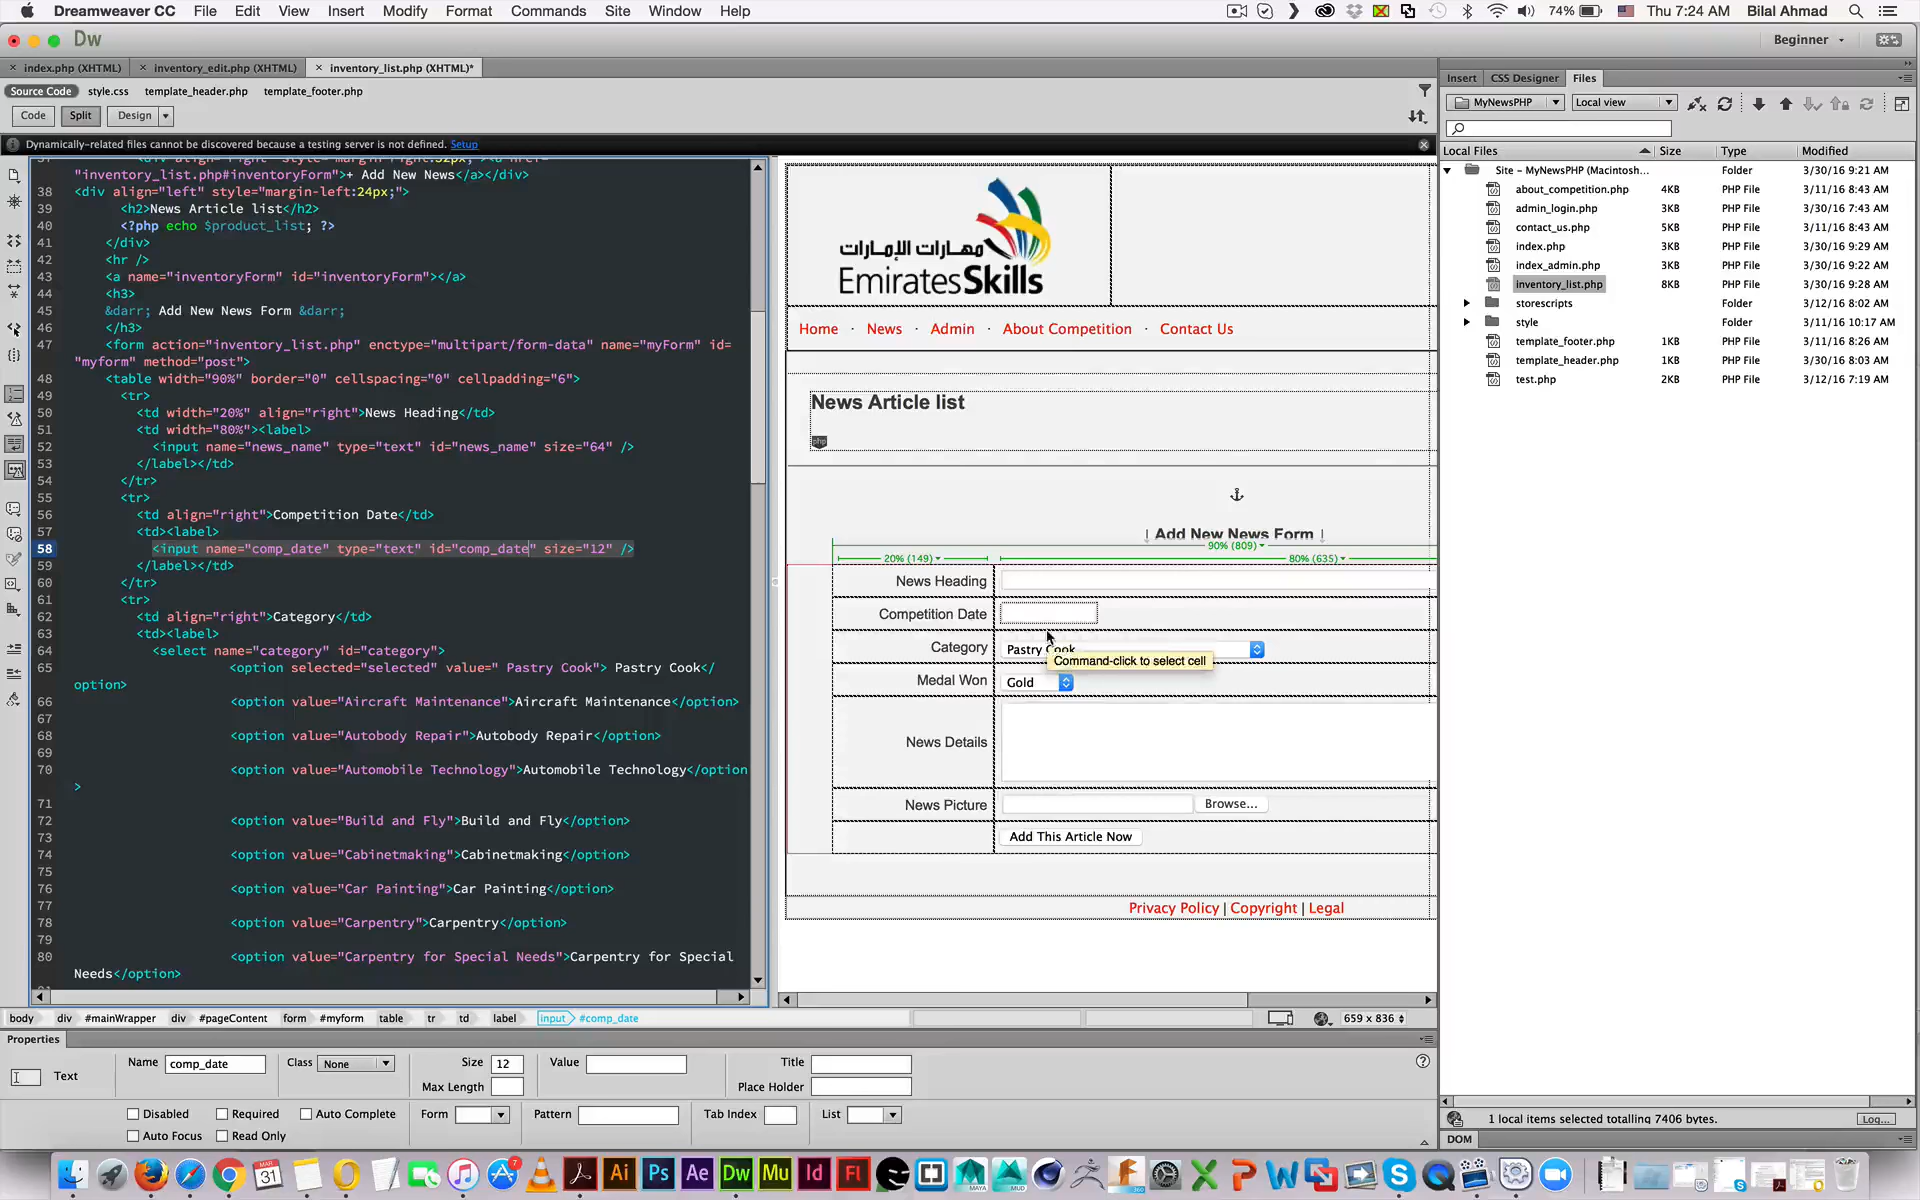 Dreamweaver CC File Edit View Insert Modify Format Commands Site Window Help
74% Thu 7:24 AM Bilal Ahmad
Dw
Beginner
index.php (XHTML) inventory_edit.php (XHTML) inventory_list.php (XHTML)*
Source Code style.css template_header.php template_footer.php
Code Split Design
Dynamically-related files cannot be discovered because a testing server is not defined. Setup
37 <div align="right" style="margin-right:32px;"><a href=
"inventory_list.php#inventoryForm">+ Add New News</a></div>
38 <div align="left" style="margin-left:24px;">
39 <h2>News Article list</h2>
40 <?php echo $product_list; ?>
41 </div>
42 <hr />
43 <a name="inventoryForm" id="inventoryForm"></a>
44 <h3>
45 &darr; Add New News Form &darr;
46 </h3>
47 <form action="inventory_list.php" enctype="multipart/form-data" name="myForm" id=
"myform" method="post">
48 <table width="90%" border="0" cellspacing="0" cellpadding="6">
49 <tr>
50 <td width="20%" align="right">News Heading</td>
51 <td width="80%"><label>
52 <input name="news_name" type="text" id="news_name" size="64" />
53 </label></td>
54 </tr>
55 <tr>
56 <td align="right">Competition Date</td>
57 <td><label>
58 <input name="comp_date" type="text" id="comp_date" size="12" />
59 </label></td>
60 </tr>
61 <tr>
62 <td align="right">Category</td>
63 <td><label>
64 <select name="category" id="category">
65 <option selected="selected" value=" Pastry Cook"> Pastry Cook</
option>
66 <option value="Aircraft Maintenance">Aircraft Maintenance</option>
67
68 <option value="Autobody Repair">Autobody Repair</option>
69
70 <option value="Automobile Technology">Automobile Technology</option
>
71
72 <option value="Build and Fly">Build and Fly</option>
73
74 <option value="Cabinetmaking">Cabinetmaking</option>
75
76 <option value="Car Painting">Car Painting</option>
77
78 <option value="Carpentry">Carpentry</option>
79
80 <option value="Carpentry for Special Needs">Carpentry for Special
Needs</option>
مهارات الإمارات
EmiratesSkills
Home · News · Admin · About Competition · Contact Us
News Article list
php
↓ Add New News Form ↓
90% (809)
20% (149) 80% (635)
News Heading
Competition Date
Category Pastry Cook
Command-click to select cell
Medal Won Gold
News Details
News Picture Browse...
Add This Article Now
Privacy Policy | Copyright | Legal
body div #mainWrapper div #pageContent form #myform table tr td label input #comp_date
659 x 836
Properties
Text
Name comp_date Class None Size 12 Value Title
Max Length Place Holder
Disabled Required Auto Complete Form Pattern Tab Index List
Auto Focus Read Only
Insert CSS Designer Files
MyNewsPHP Local view
Local Files Size Type Modified
Site - MyNewsPHP (Macintosh... Folder 3/30/16 9:21 AM
about_competition.php 4KB PHP File 3/11/16 8:43 AM
admin_login.php 3KB PHP File 3/30/16 7:43 AM
contact_us.php 5KB PHP File 3/11/16 8:43 AM
index.php 3KB PHP File 3/30/16 9:29 AM
index_admin.php 3KB PHP File 3/30/16 9:22 AM
inventory_list.php 8KB PHP File 3/30/16 9:28 AM
storescripts Folder 3/12/16 8:02 AM
style Folder 3/11/16 10:17 AM
template_footer.php 1KB PHP File 3/11/16 8:26 AM
template_header.php 1KB PHP File 3/30/16 8:03 AM
test.php 2KB PHP File 3/12/16 7:19 AM
1 local items selected totalling 7406 bytes.
Log...
DOM
MAR 31 7 Ai Ps Ae Dw Mu Id Fl MAYA MUD 360 X P W S